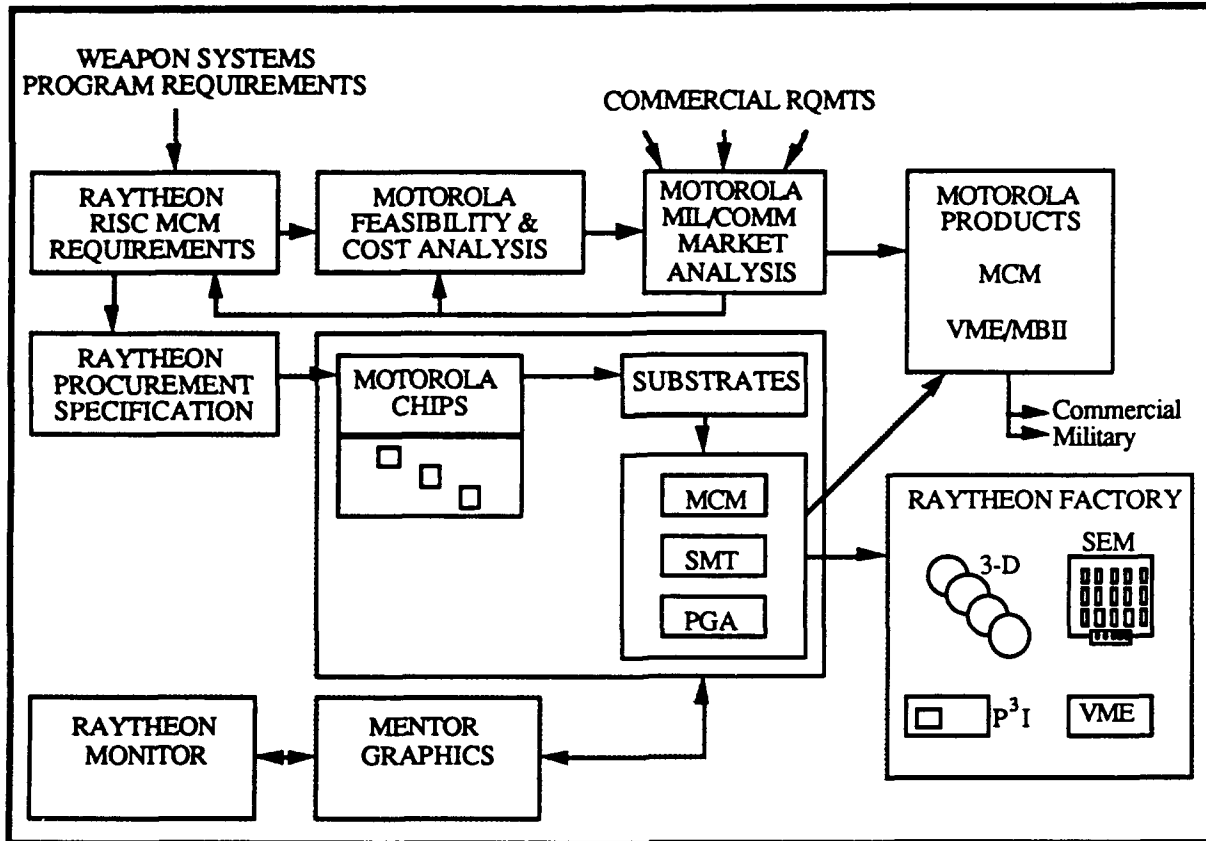 WEAPON SYSTEMS
PROGRAM REQUIREMENTS
COMMERCIAL RQMTS
RAYTHEON
RISC MCM
REQUIREMENTS
MOTOROLA
FEASIBILITY &
COST ANALYSIS
MOTOROLA
MIL/COMM
MARKET
ANALYSIS
MOTOROLA
PRODUCTS
MCM
VME/MBII
Commercial
Military
RAYTHEON
PROCUREMENT
SPECIFICATION
MOTOROLA
CHIPS
SUBSTRATES
MCM
SMT
PGA
RAYTHEON FACTORY
3-D
SEM
P³I
VME
RAYTHEON
MONITOR
MENTOR
GRAPHICS